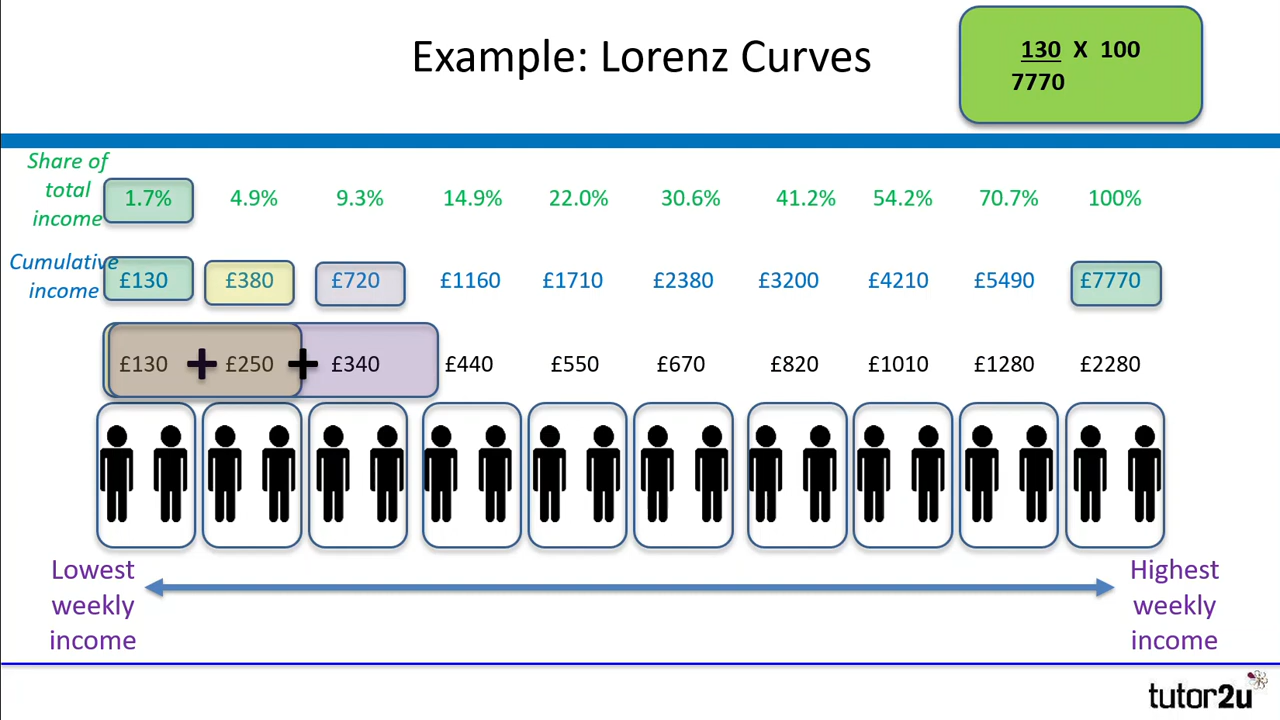 Example: Lorenz Curves
130 X 100
7770
Share of
total
income
1.7% 4.9% 9.3% 14.9% 22.0% 30.6% 41.2% 54.2% 70.7% 100%
Cumulative
income
£130 £380 £720 £1160 £1710 £2380 £3200 £4210 £5490 £7770
£130 + £250 + £340 £440 £550 £670 £820 £1010 £1280 £2280
Lowest
weekly
income
Highest
weekly
income
tutor2u